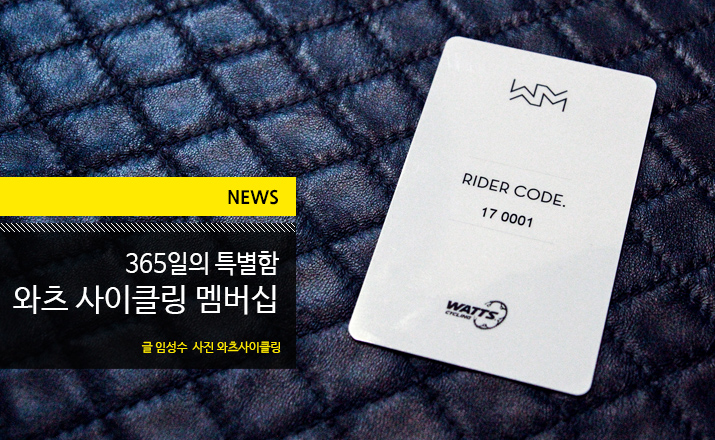 NEWS
365일의 특별함
와츠 사이클링 멤버십
글 임성수 사진 와츠사이클링
RIDER CODE.
17 0001
WATTS
CYCLING